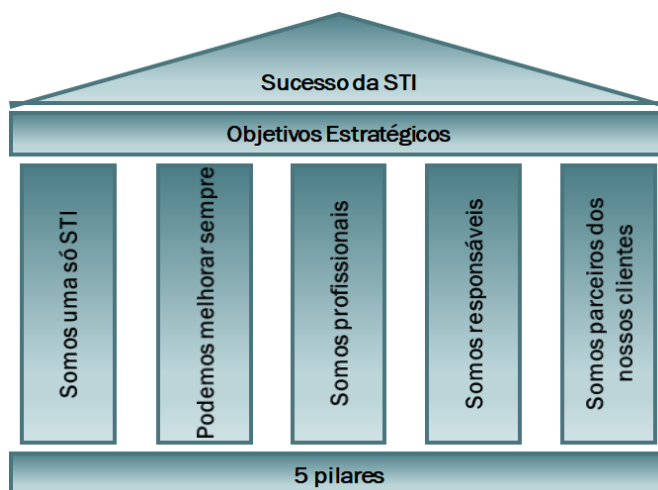 Sucesso da STI
Objetivos Estratégicos
Somos uma só STI
Podemos melhorar sempre
Somos profissionais
Somos responsáveis
Somos parceiros dos
nossos clientes
5 pilares